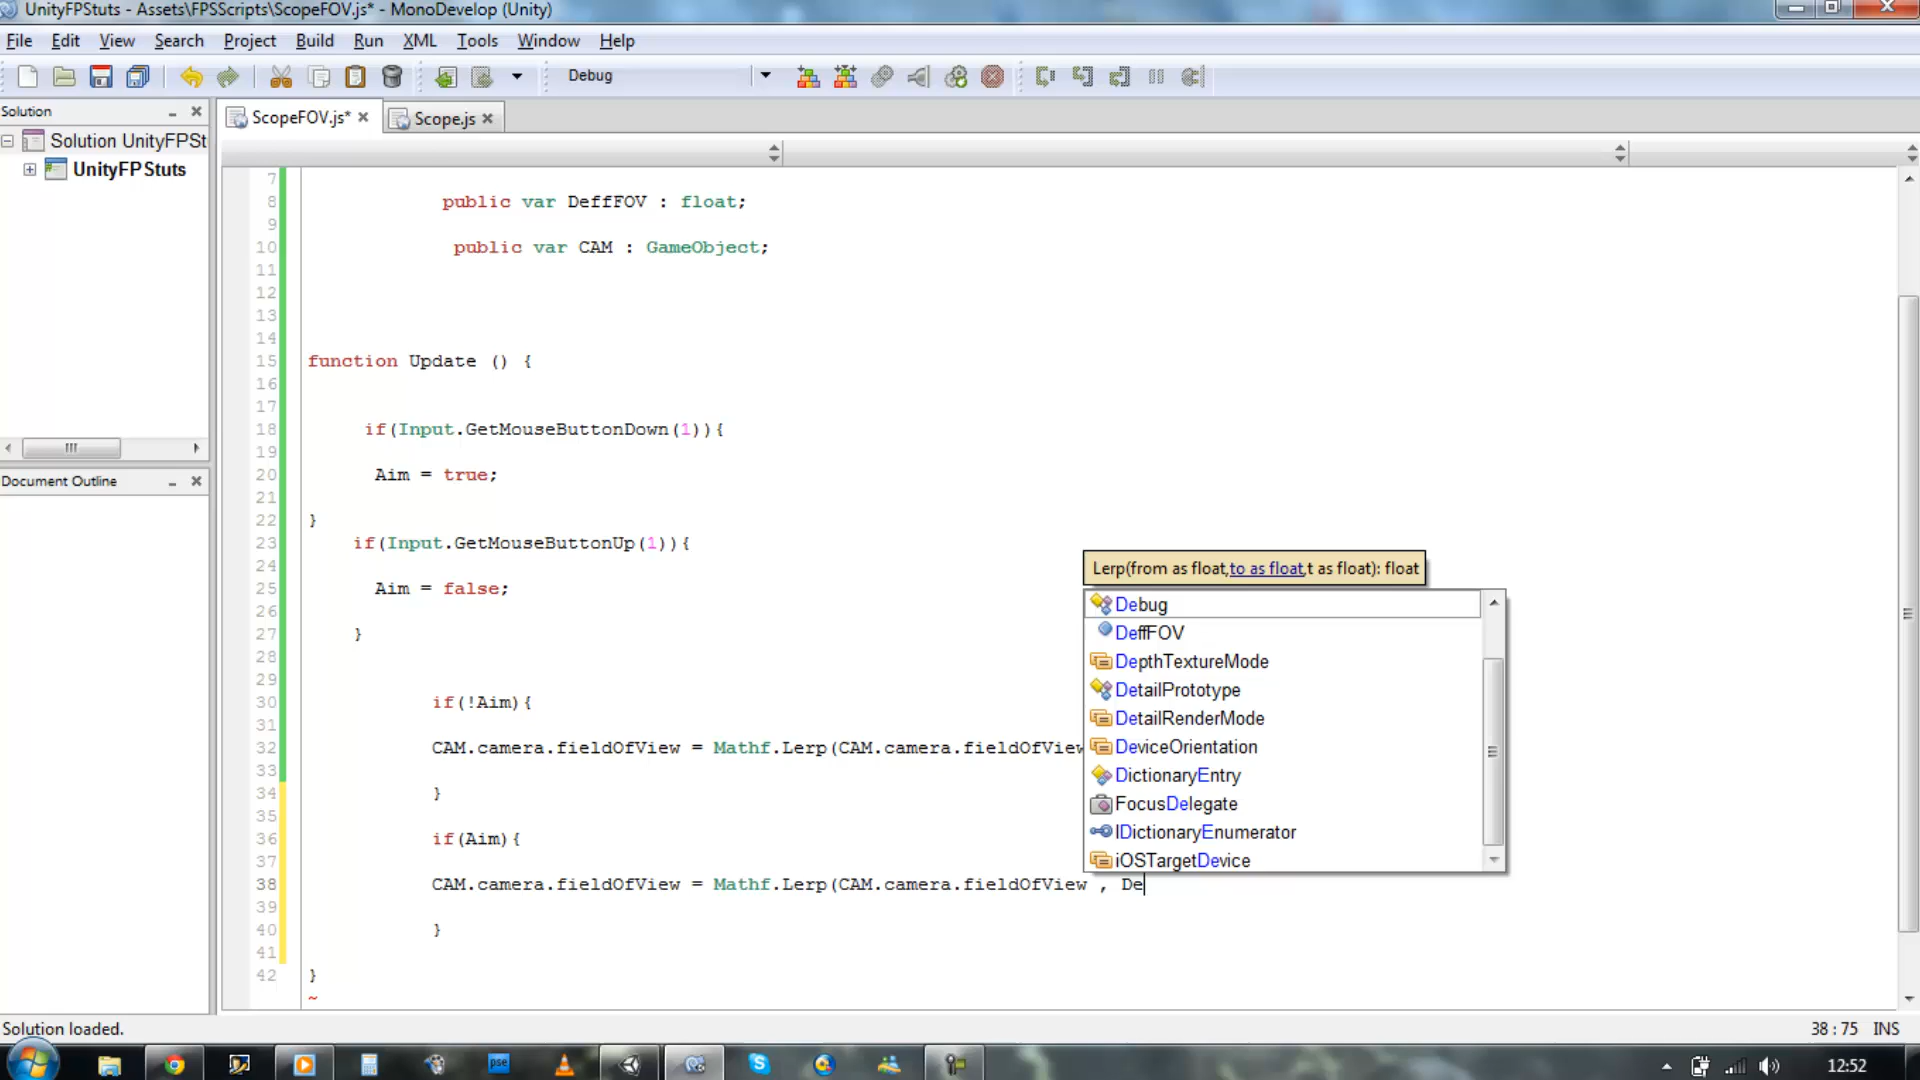 UnityFPStuts - Assets\FPSScripts\ScopeFOV.js* - MonoDevelop (Unity)
File Edit View Search Project Build Run XML Tools Window Help
Debug
Solution
ScopeFOV.js* Scope.js
Solution UnityFPSt
UnityFPStuts
Document Outline
7
8 public var DeffFOV : float;
9
10 public var CAM : GameObject;
11
12
13
14
15 function Update () {
16
17
18 if(Input.GetMouseButtonDown(1)){
19
20 Aim = true;
21
22 }
23 if(Input.GetMouseButtonUp(1)){
24
25 Aim = false;
26
27 }
28
29
30 if(!Aim){
31
32 CAM.camera.fieldOfView = Mathf.Lerp(CAM.camera.fieldOfView
33
34 }
35
36 if(Aim){
37
38 CAM.camera.fieldOfView = Mathf.Lerp(CAM.camera.fieldOfView , De
39
40 }
41
42 }
~
Lerp(from as float,to as float,t as float): float
Debug
DeffFOV
DepthTextureMode
DetailPrototype
DetailRenderMode
DeviceOrientation
DictionaryEntry
FocusDelegate
IDictionaryEnumerator
iOSTargetDevice
Solution loaded.
38 : 75 INS
pse
12:52